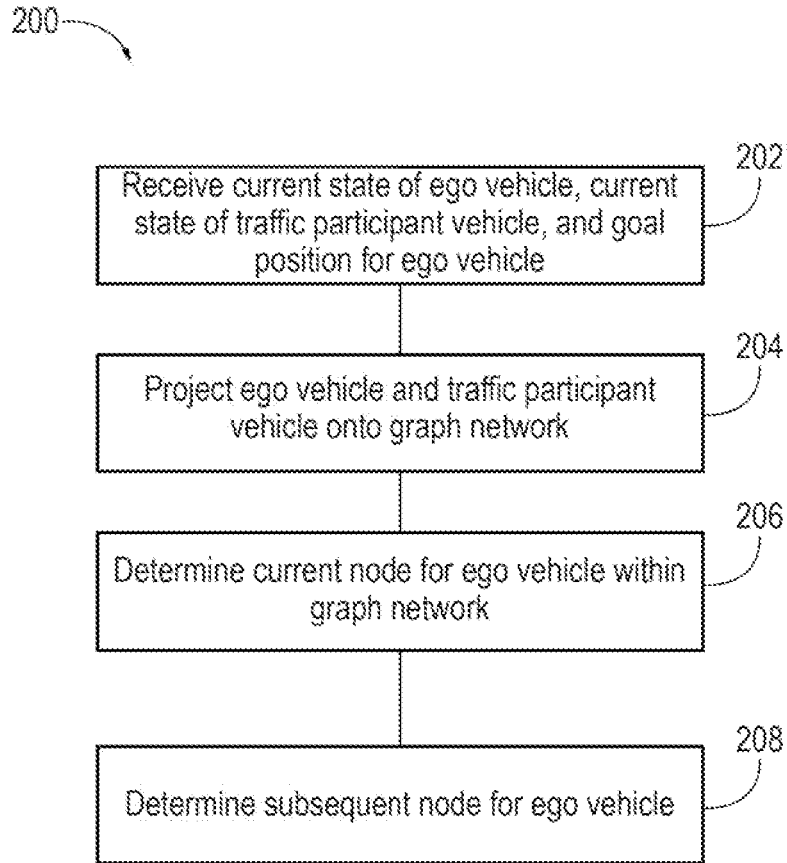 200
202
Receive current state of ego vehicle, current
state of traffic participant vehicle, and goal
position for ego vehicle
204
Project ego vehicle and traffic participant
vehicle onto graph network
206
Determine current node for ego vehicle within
graph network
208
Determine subsequent node for ego vehicle